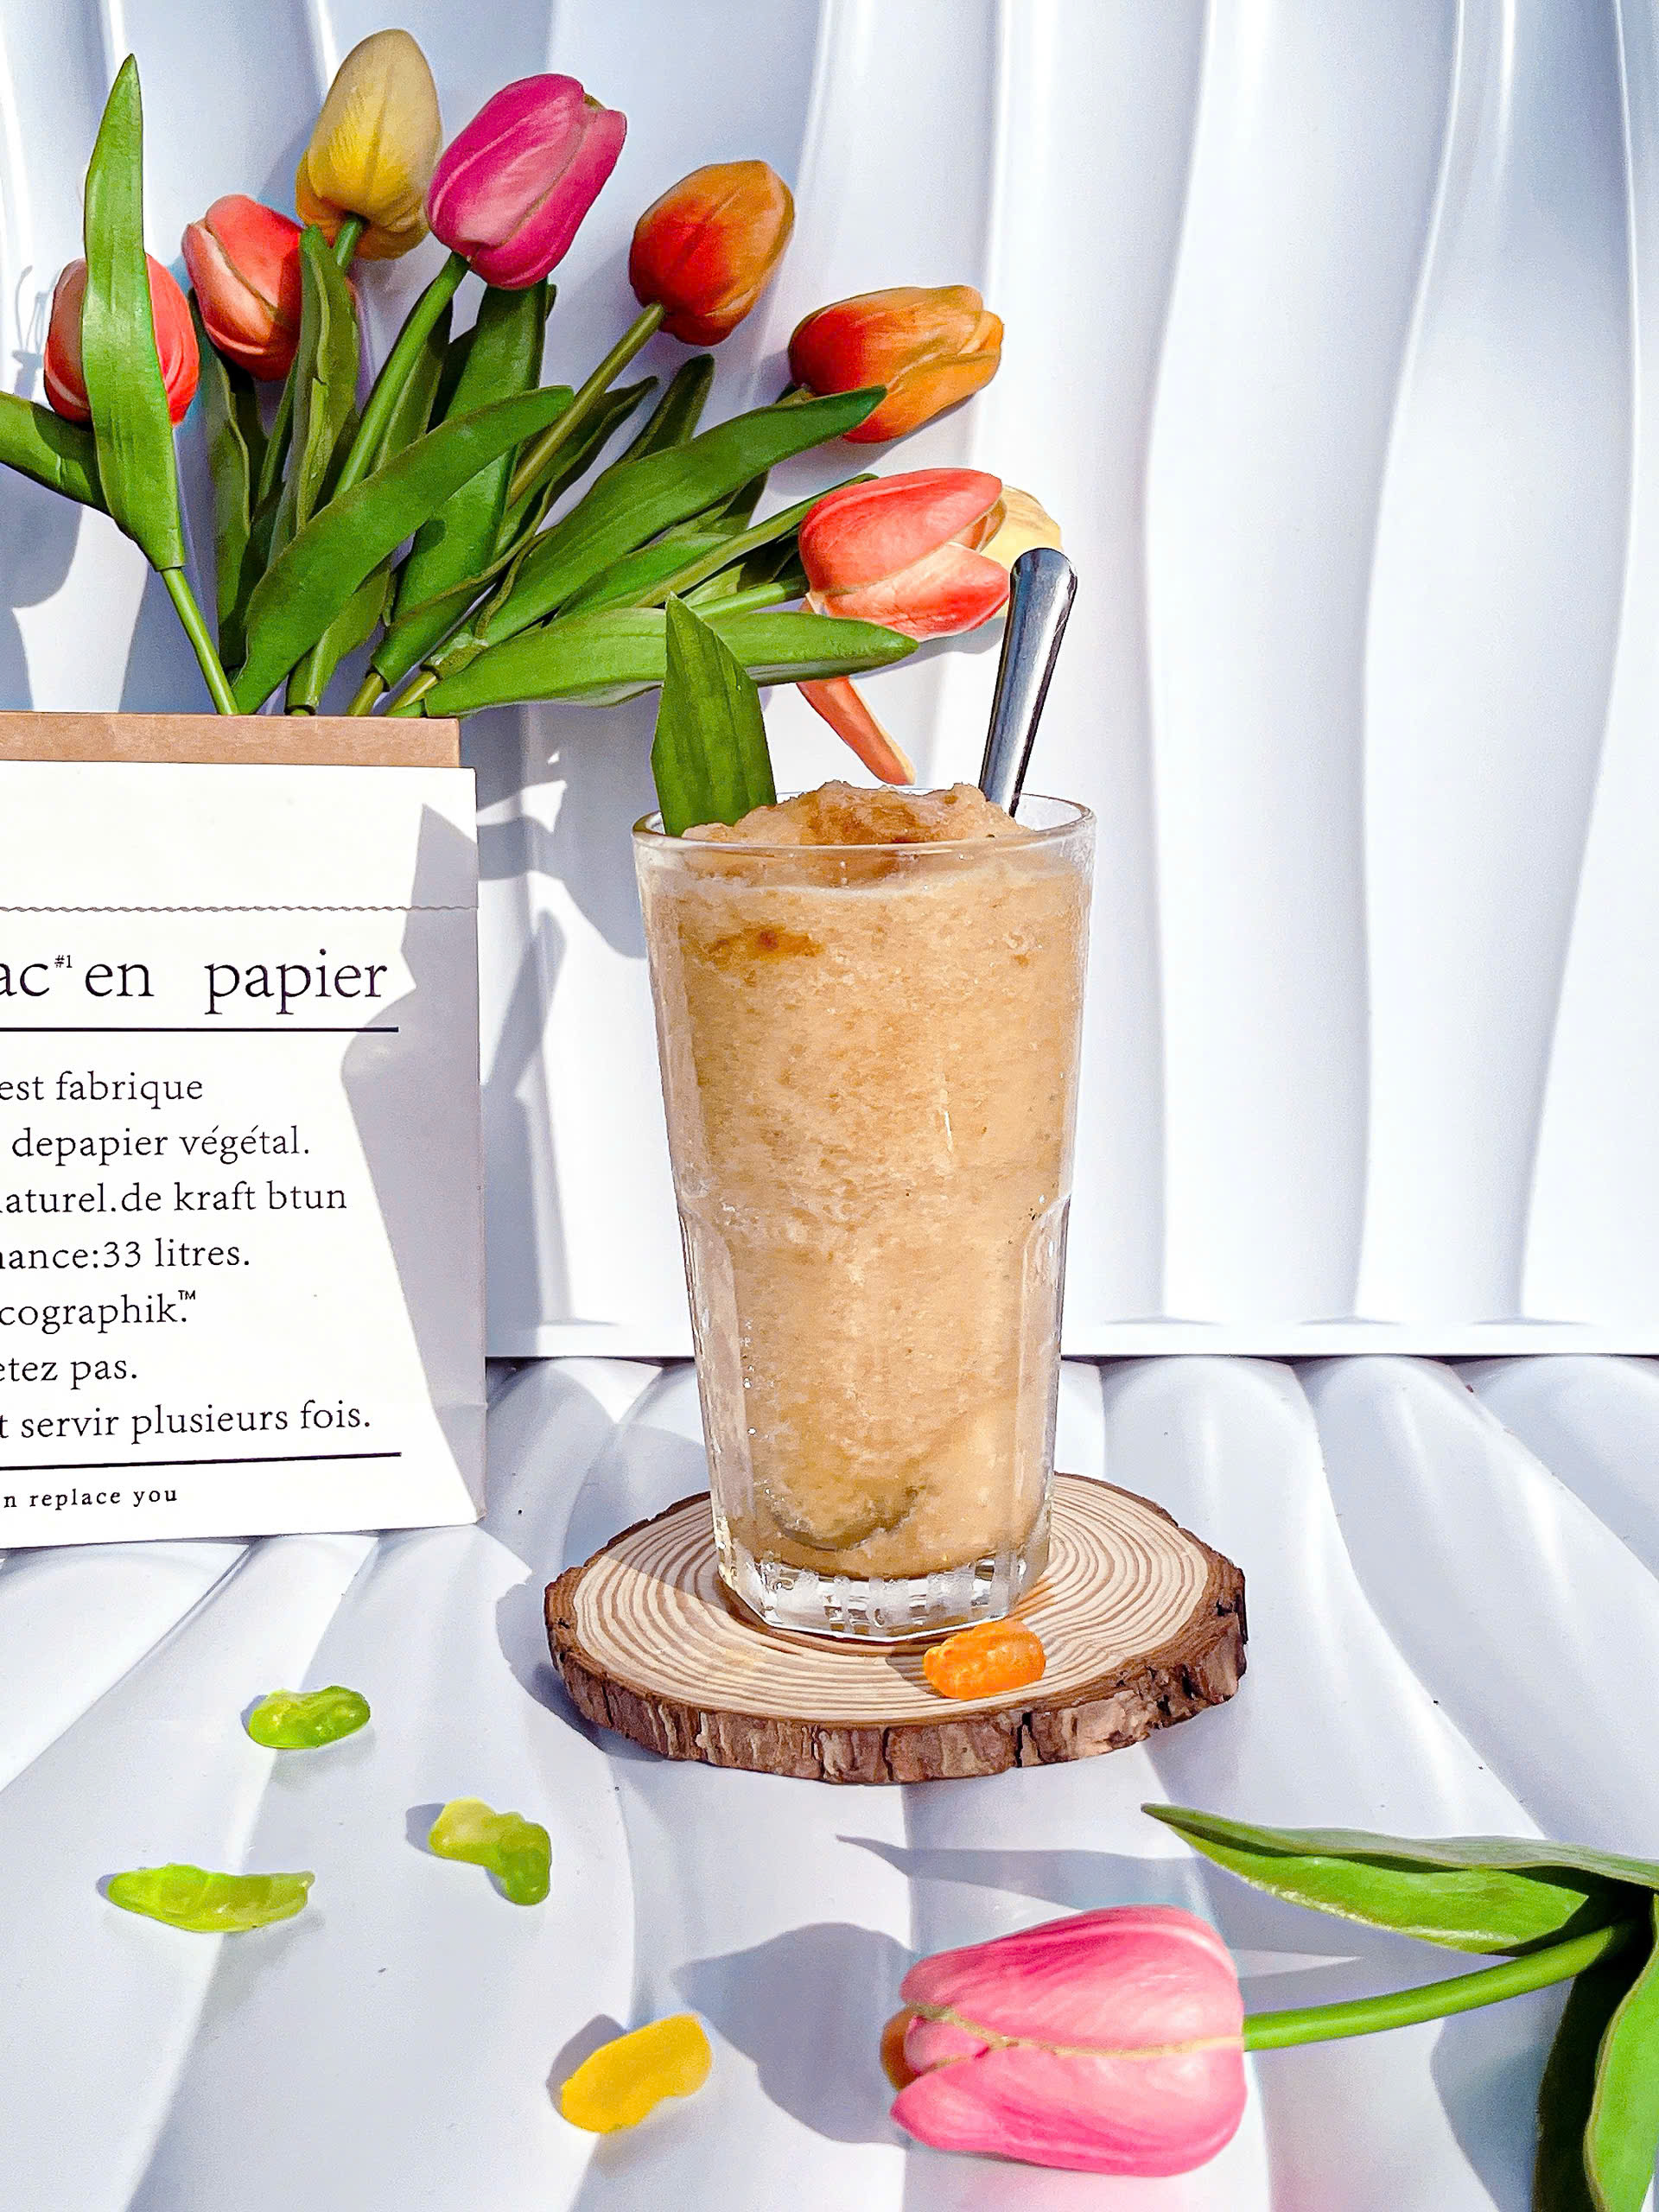 ac#1 en papier
est fabrique
depapier végétal.
aturel.de kraft btun
ance:33 litres.
cographik.™
etez pas.
t servir plusieurs fois.
n replace you